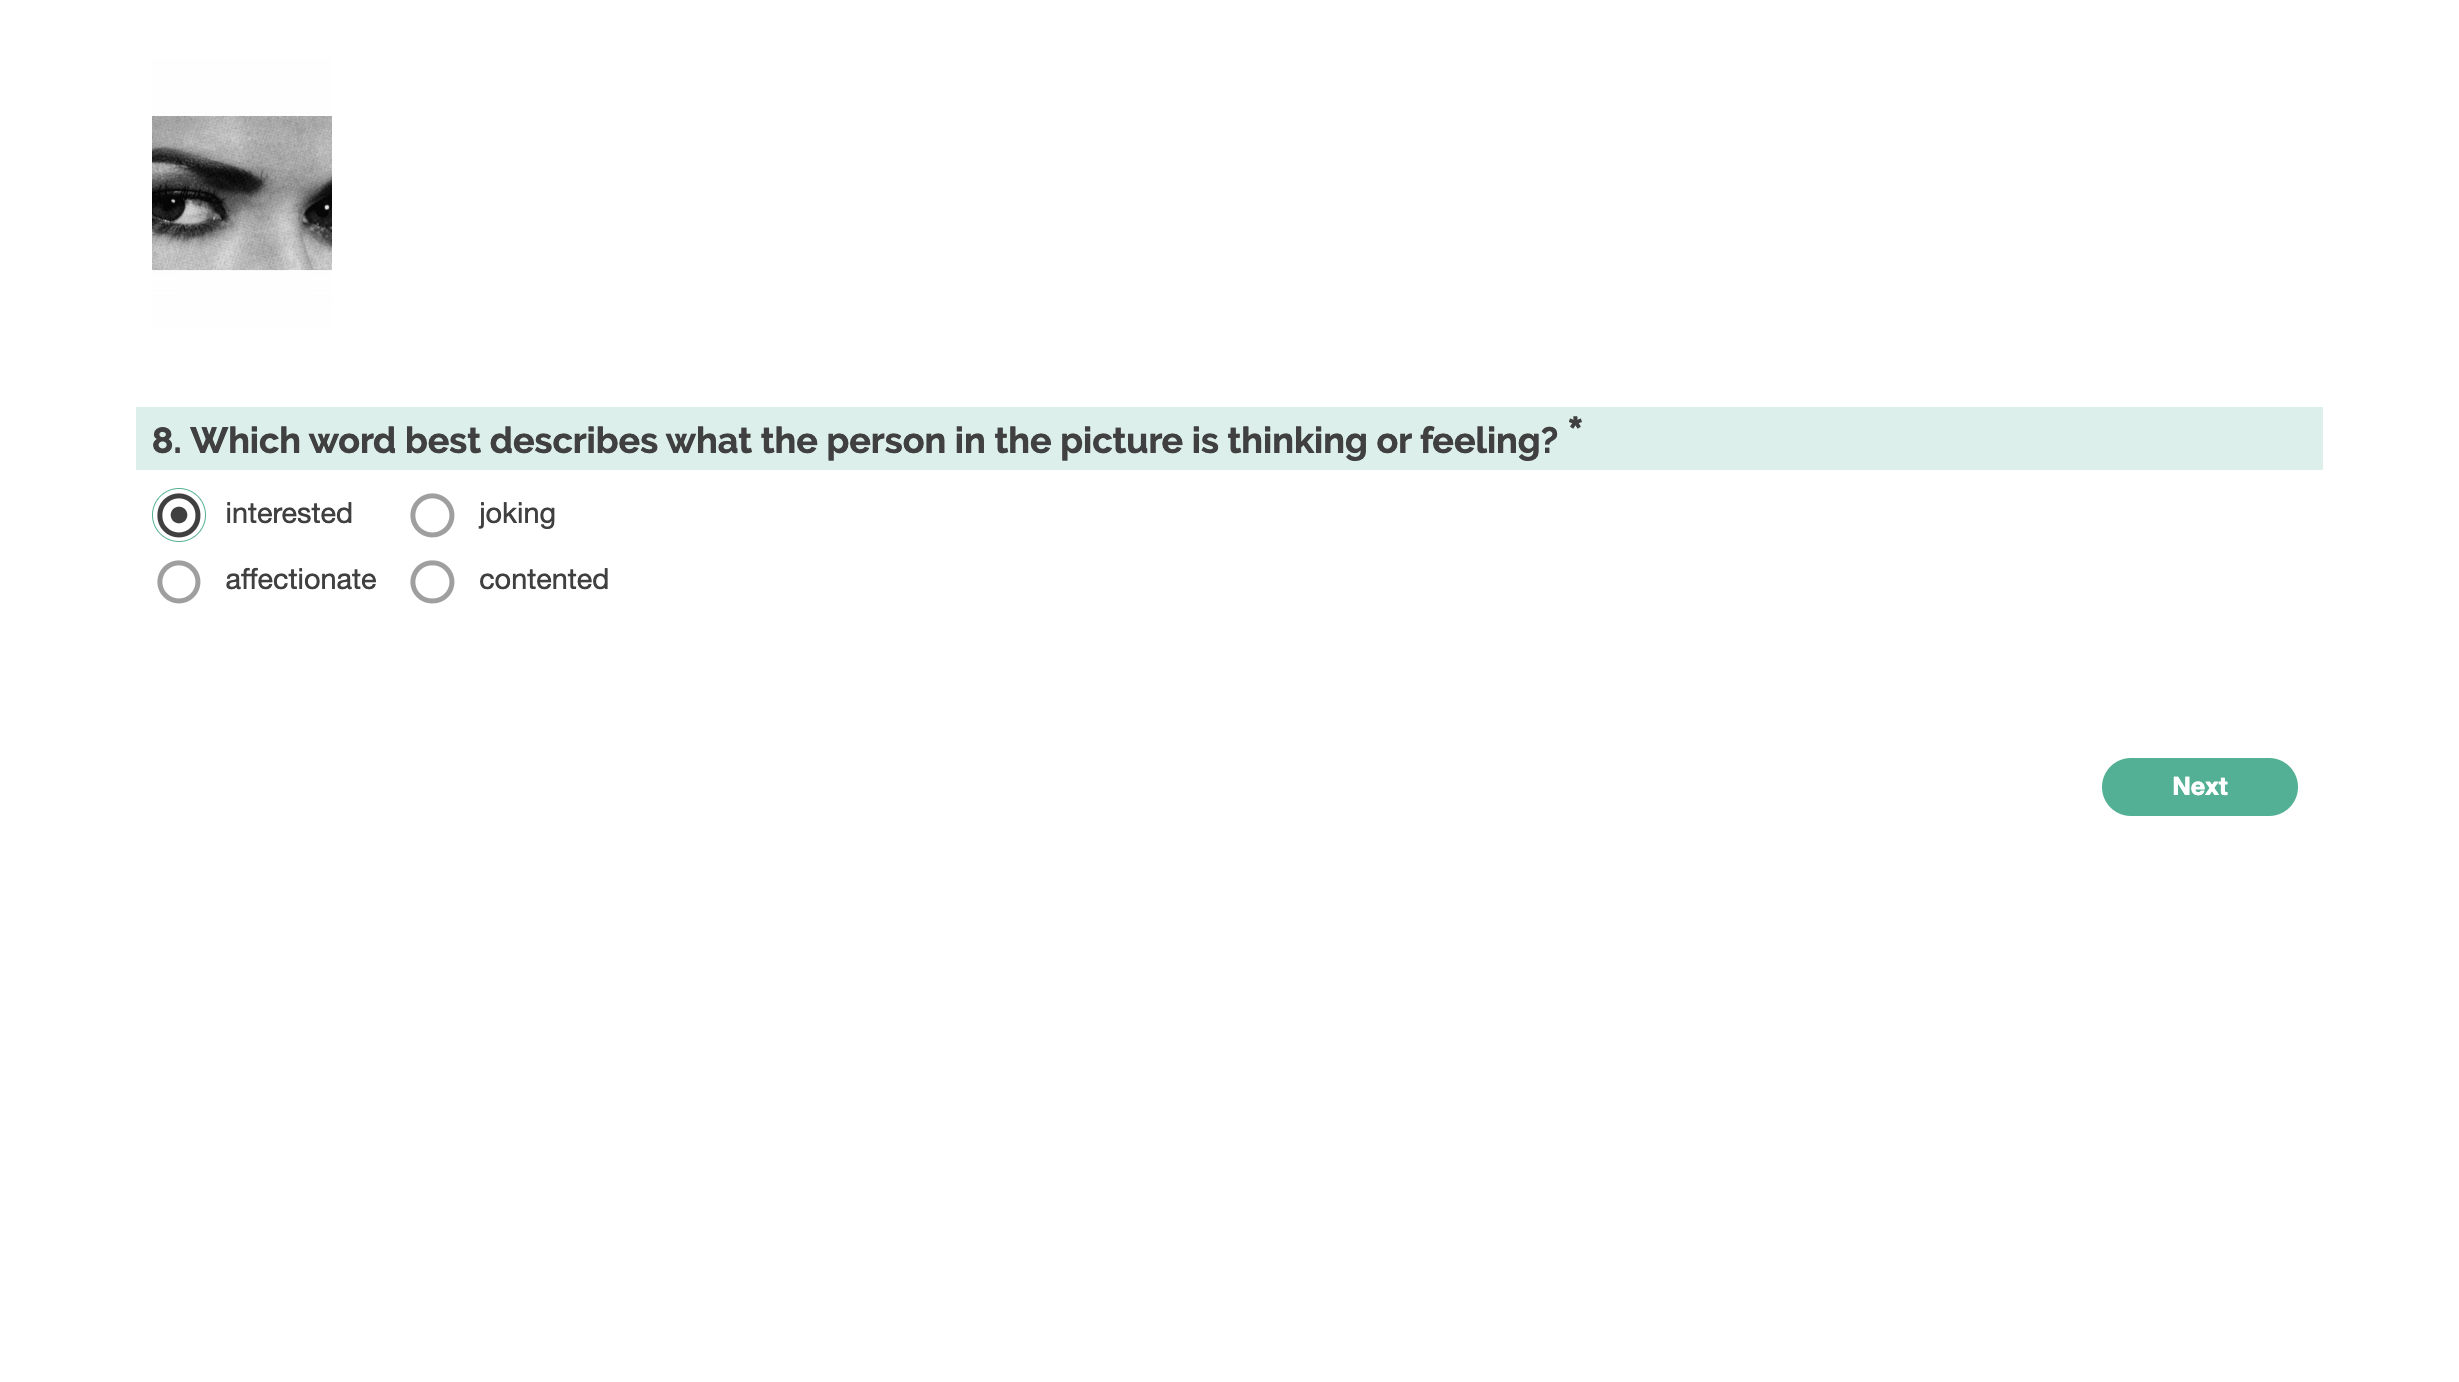 8. Which word best describes what the person in the picture is thinking or feeling? *
interested joking
affectionate contented
Next